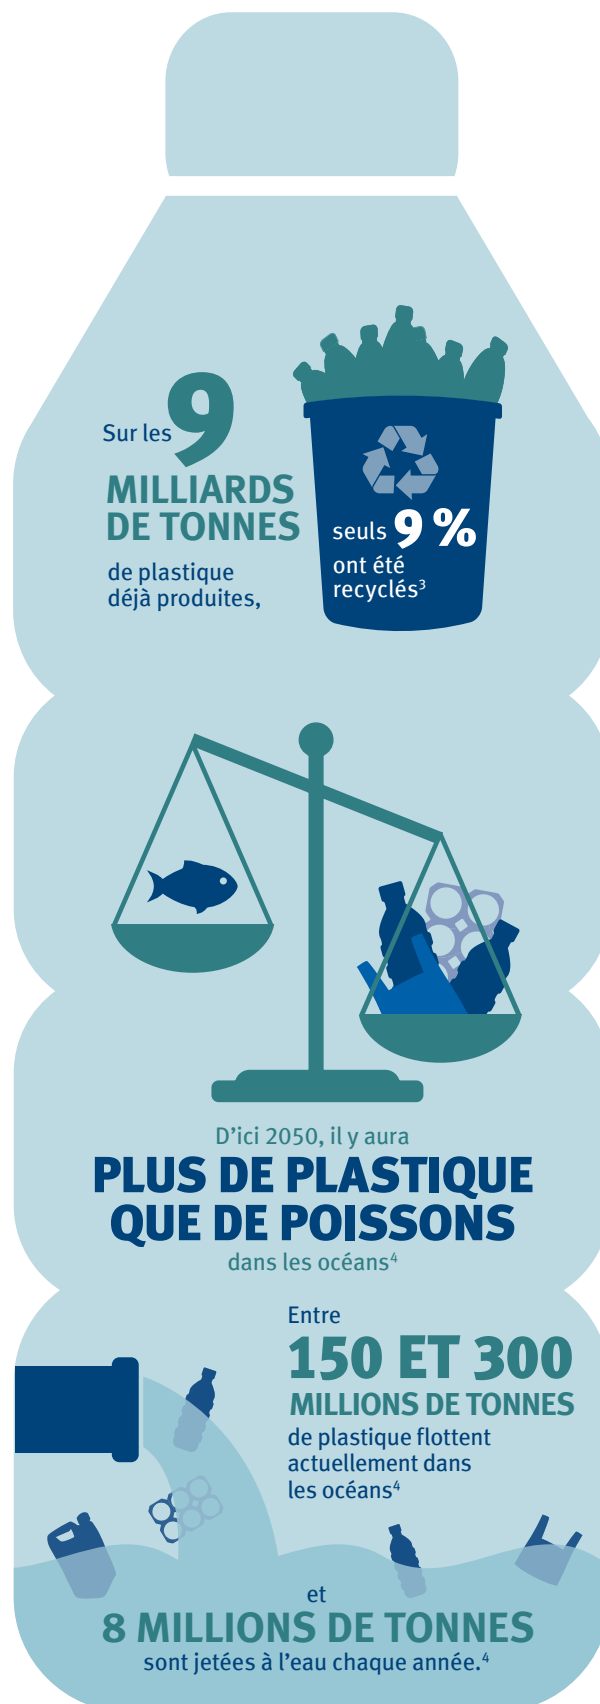 Sur les 9
MILLIARDS
DE TONNES
de plastique
déjà produites,
seuls 9 %
ont été
recyclés³
D’ici 2050, il y aura
PLUS DE PLASTIQUE
QUE DE POISSONS
dans les océans⁴
Entre
150 ET 300
MILLIONS DE TONNES
de plastique flottent
actuellement dans
les océans⁴
et
8 MILLIONS DE TONNES
sont jetées à l’eau chaque année.⁴